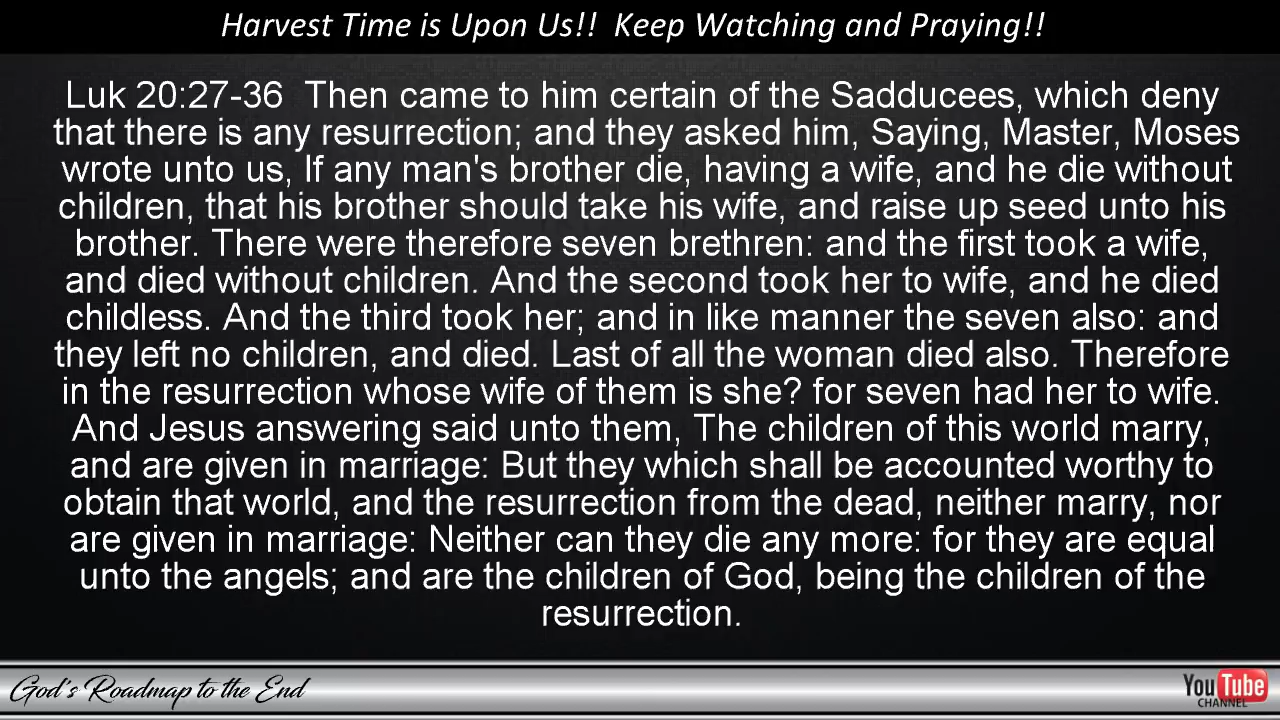 Harvest Time is Upon Us!!  Keep Watching and Praying!!
Luk 20:27-36  Then came to him certain of the Sadducees, which deny
that there is any resurrection; and they asked him, Saying, Master, Moses
wrote unto us, If any man's brother die, having a wife, and he die without
children, that his brother should take his wife, and raise up seed unto his
brother. There were therefore seven brethren: and the first took a wife,
and died without children. And the second took her to wife, and he died
childless. And the third took her; and in like manner the seven also: and
they left no children, and died. Last of all the woman died also. Therefore
in the resurrection whose wife of them is she? for seven had her to wife.
And Jesus answering said unto them, The children of this world marry,
and are given in marriage: But they which shall be accounted worthy to
obtain that world, and the resurrection from the dead, neither marry, nor
are given in marriage: Neither can they die any more: for they are equal
unto the angels; and are the children of God, being the children of the
resurrection.
God's Roadmap to the End
YouTube
CHANNEL